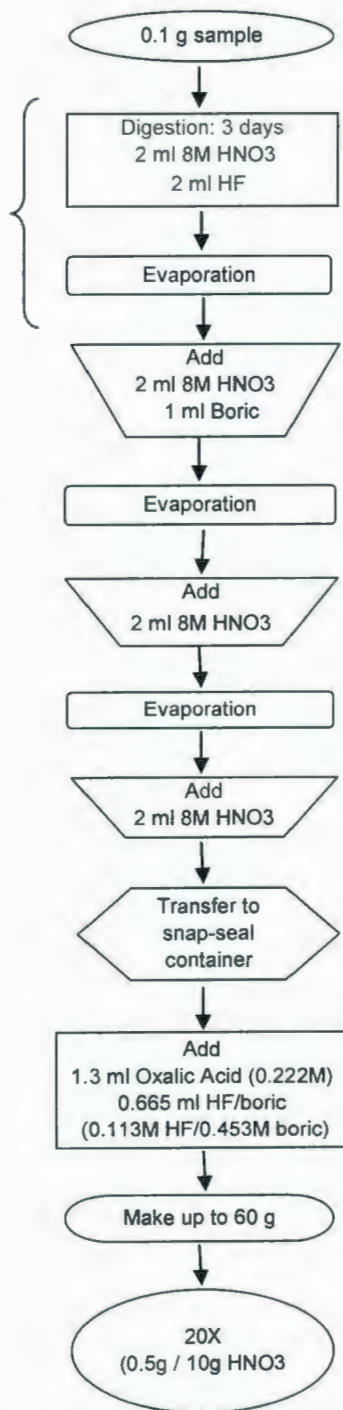 0.1 g sample
Digestion: 3 days
2 ml 8M HNO3
2 ml HF
Evaporation
Add
2 ml 8M HNO3
1 ml Boric
Evaporation
Add
2 ml 8M HNO3
Evaporation
Add
2 ml 8M HNO3
Transfer to
snap-seal
container
Add
1.3 ml Oxalic Acid (0.222M)
0.665 ml HF/boric
(0.113M HF/0.453M boric)
Make up to 60 g
20X
(0.5g / 10g HNO3